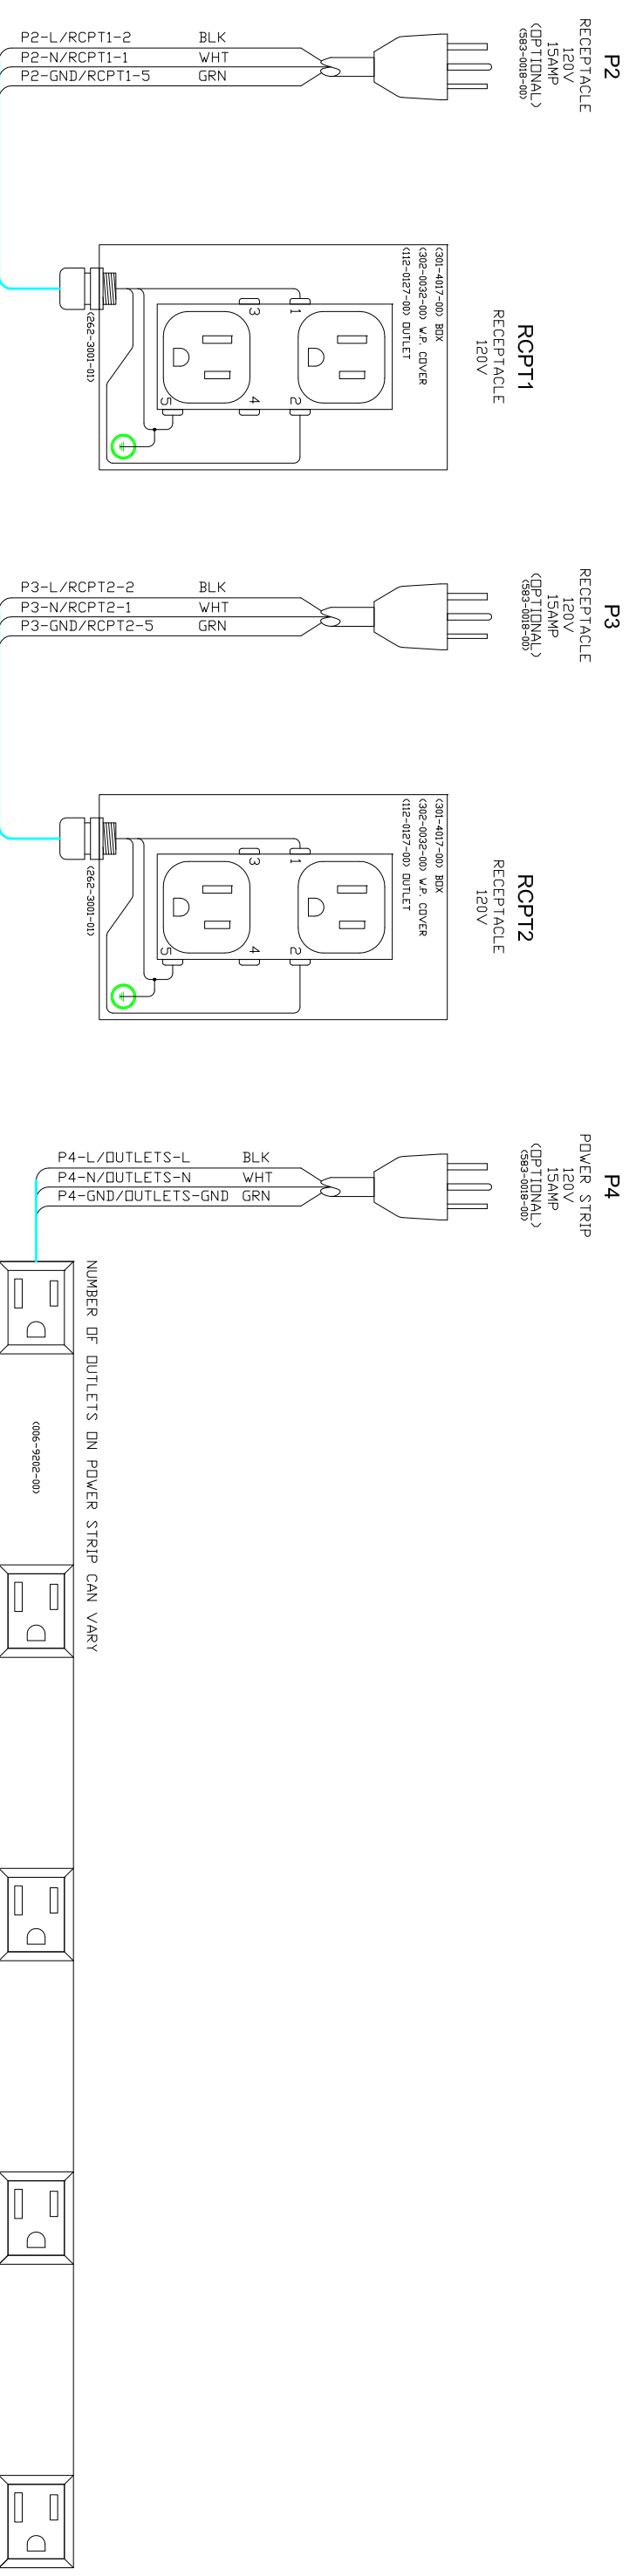 P2
RECEPTACLE
120V
15AMP
(OPTIONAL)
(583-0018-00)
P2-L/RCPT1-2 BLK
P2-N/RCPT1-1 WHT
P2-GND/RCPT1-5 GRN
RCPT1
RECEPTACLE
120V
(301-4017-00) BOX
(302-0032-00) W.P. COVER
(112-0127-00) OUTLET
1
2
3
4
5
(262-3001-01)
P3
RECEPTACLE
120V
15AMP
(OPTIONAL)
(583-0018-00)
P3-L/RCPT2-2 BLK
P3-N/RCPT2-1 WHT
P3-GND/RCPT2-5 GRN
RCPT2
RECEPTACLE
120V
(301-4017-00) BOX
(302-0032-00) W.P. COVER
(112-0127-00) OUTLET
1
2
3
4
5
(262-3001-01)
P4
POWER STRIP
120V
15AMP
(OPTIONAL)
(583-0018-00)
P4-L/OUTLETS-L BLK
P4-N/OUTLETS-N WHT
P4-GND/OUTLETS-GND GRN
NUMBER OF OUTLETS ON POWER STRIP CAN VARY
(006-9202-00)